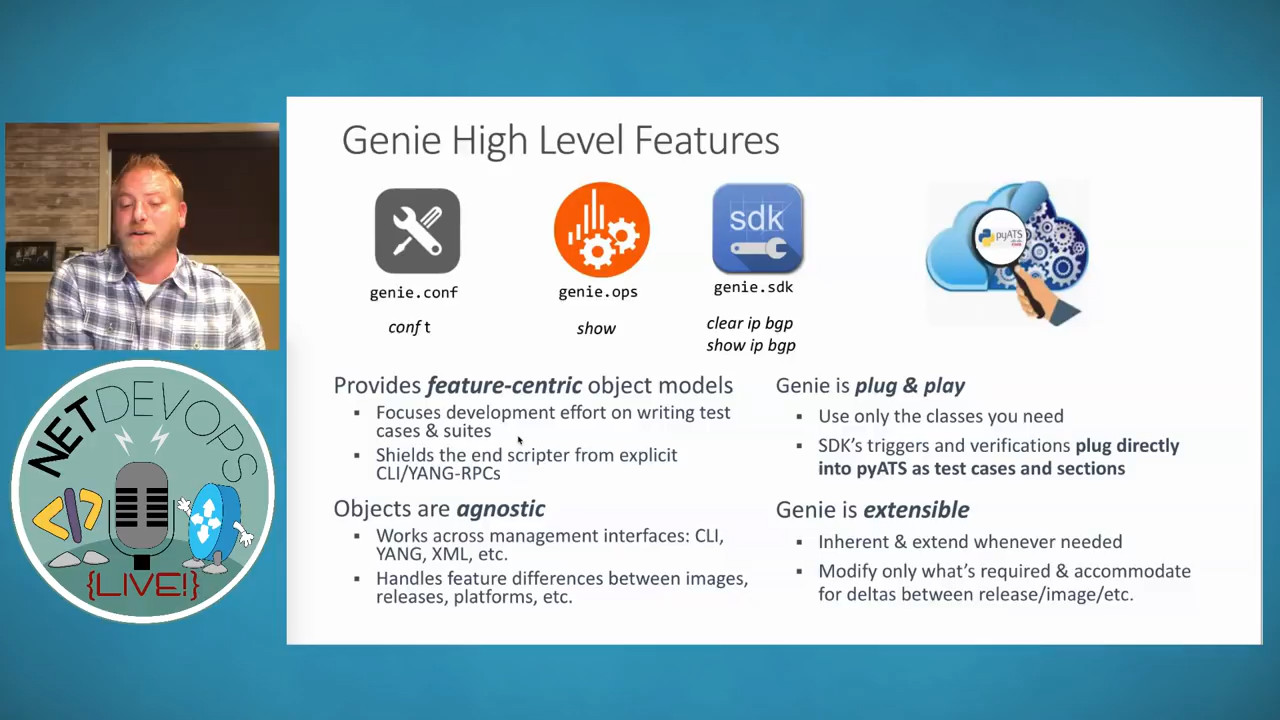 Genie High Level Features
sdk
pyATS
genie.conf
genie.ops
genie.sdk
conf t
show
clear ip bgp
show ip bgp
Provides feature-centric object models
▪ Focuses development effort on writing test
cases & suites
▪ Shields the end scripter from explicit
CLI/YANG-RPCs
Objects are agnostic
▪ Works across management interfaces: CLI,
YANG, XML, etc.
▪ Handles feature differences between images,
releases, platforms, etc.
Genie is plug & play
▪ Use only the classes you need
▪ SDK’s triggers and verifications plug directly
into pyATS as test cases and sections
Genie is extensible
▪ Inherent & extend whenever needed
▪ Modify only what’s required & accommodate
for deltas between release/image/etc.
NETDEVOPS
</>
{LIVE!}